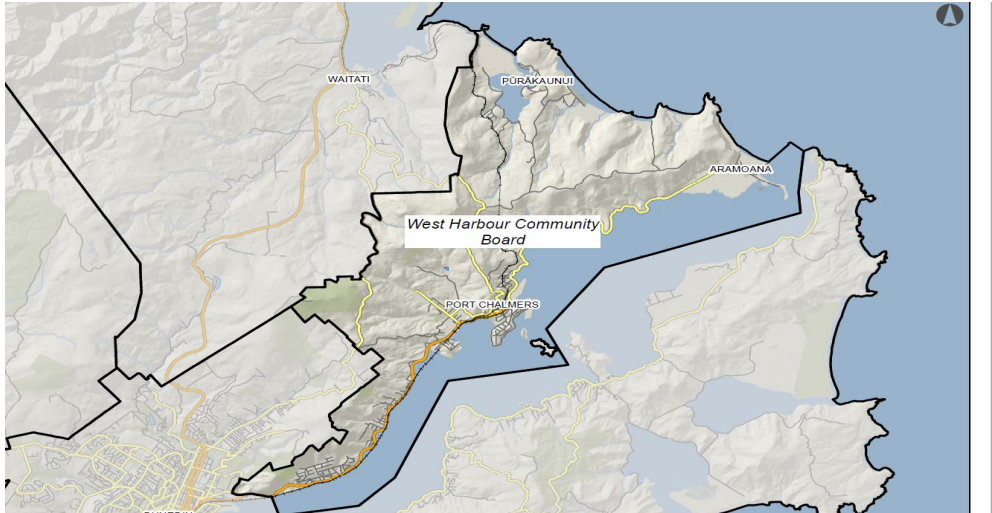 WAITATI
PŪRĀKAUNUI
ARAMOANA
West Harbour Community
Board
PORT CHALMERS